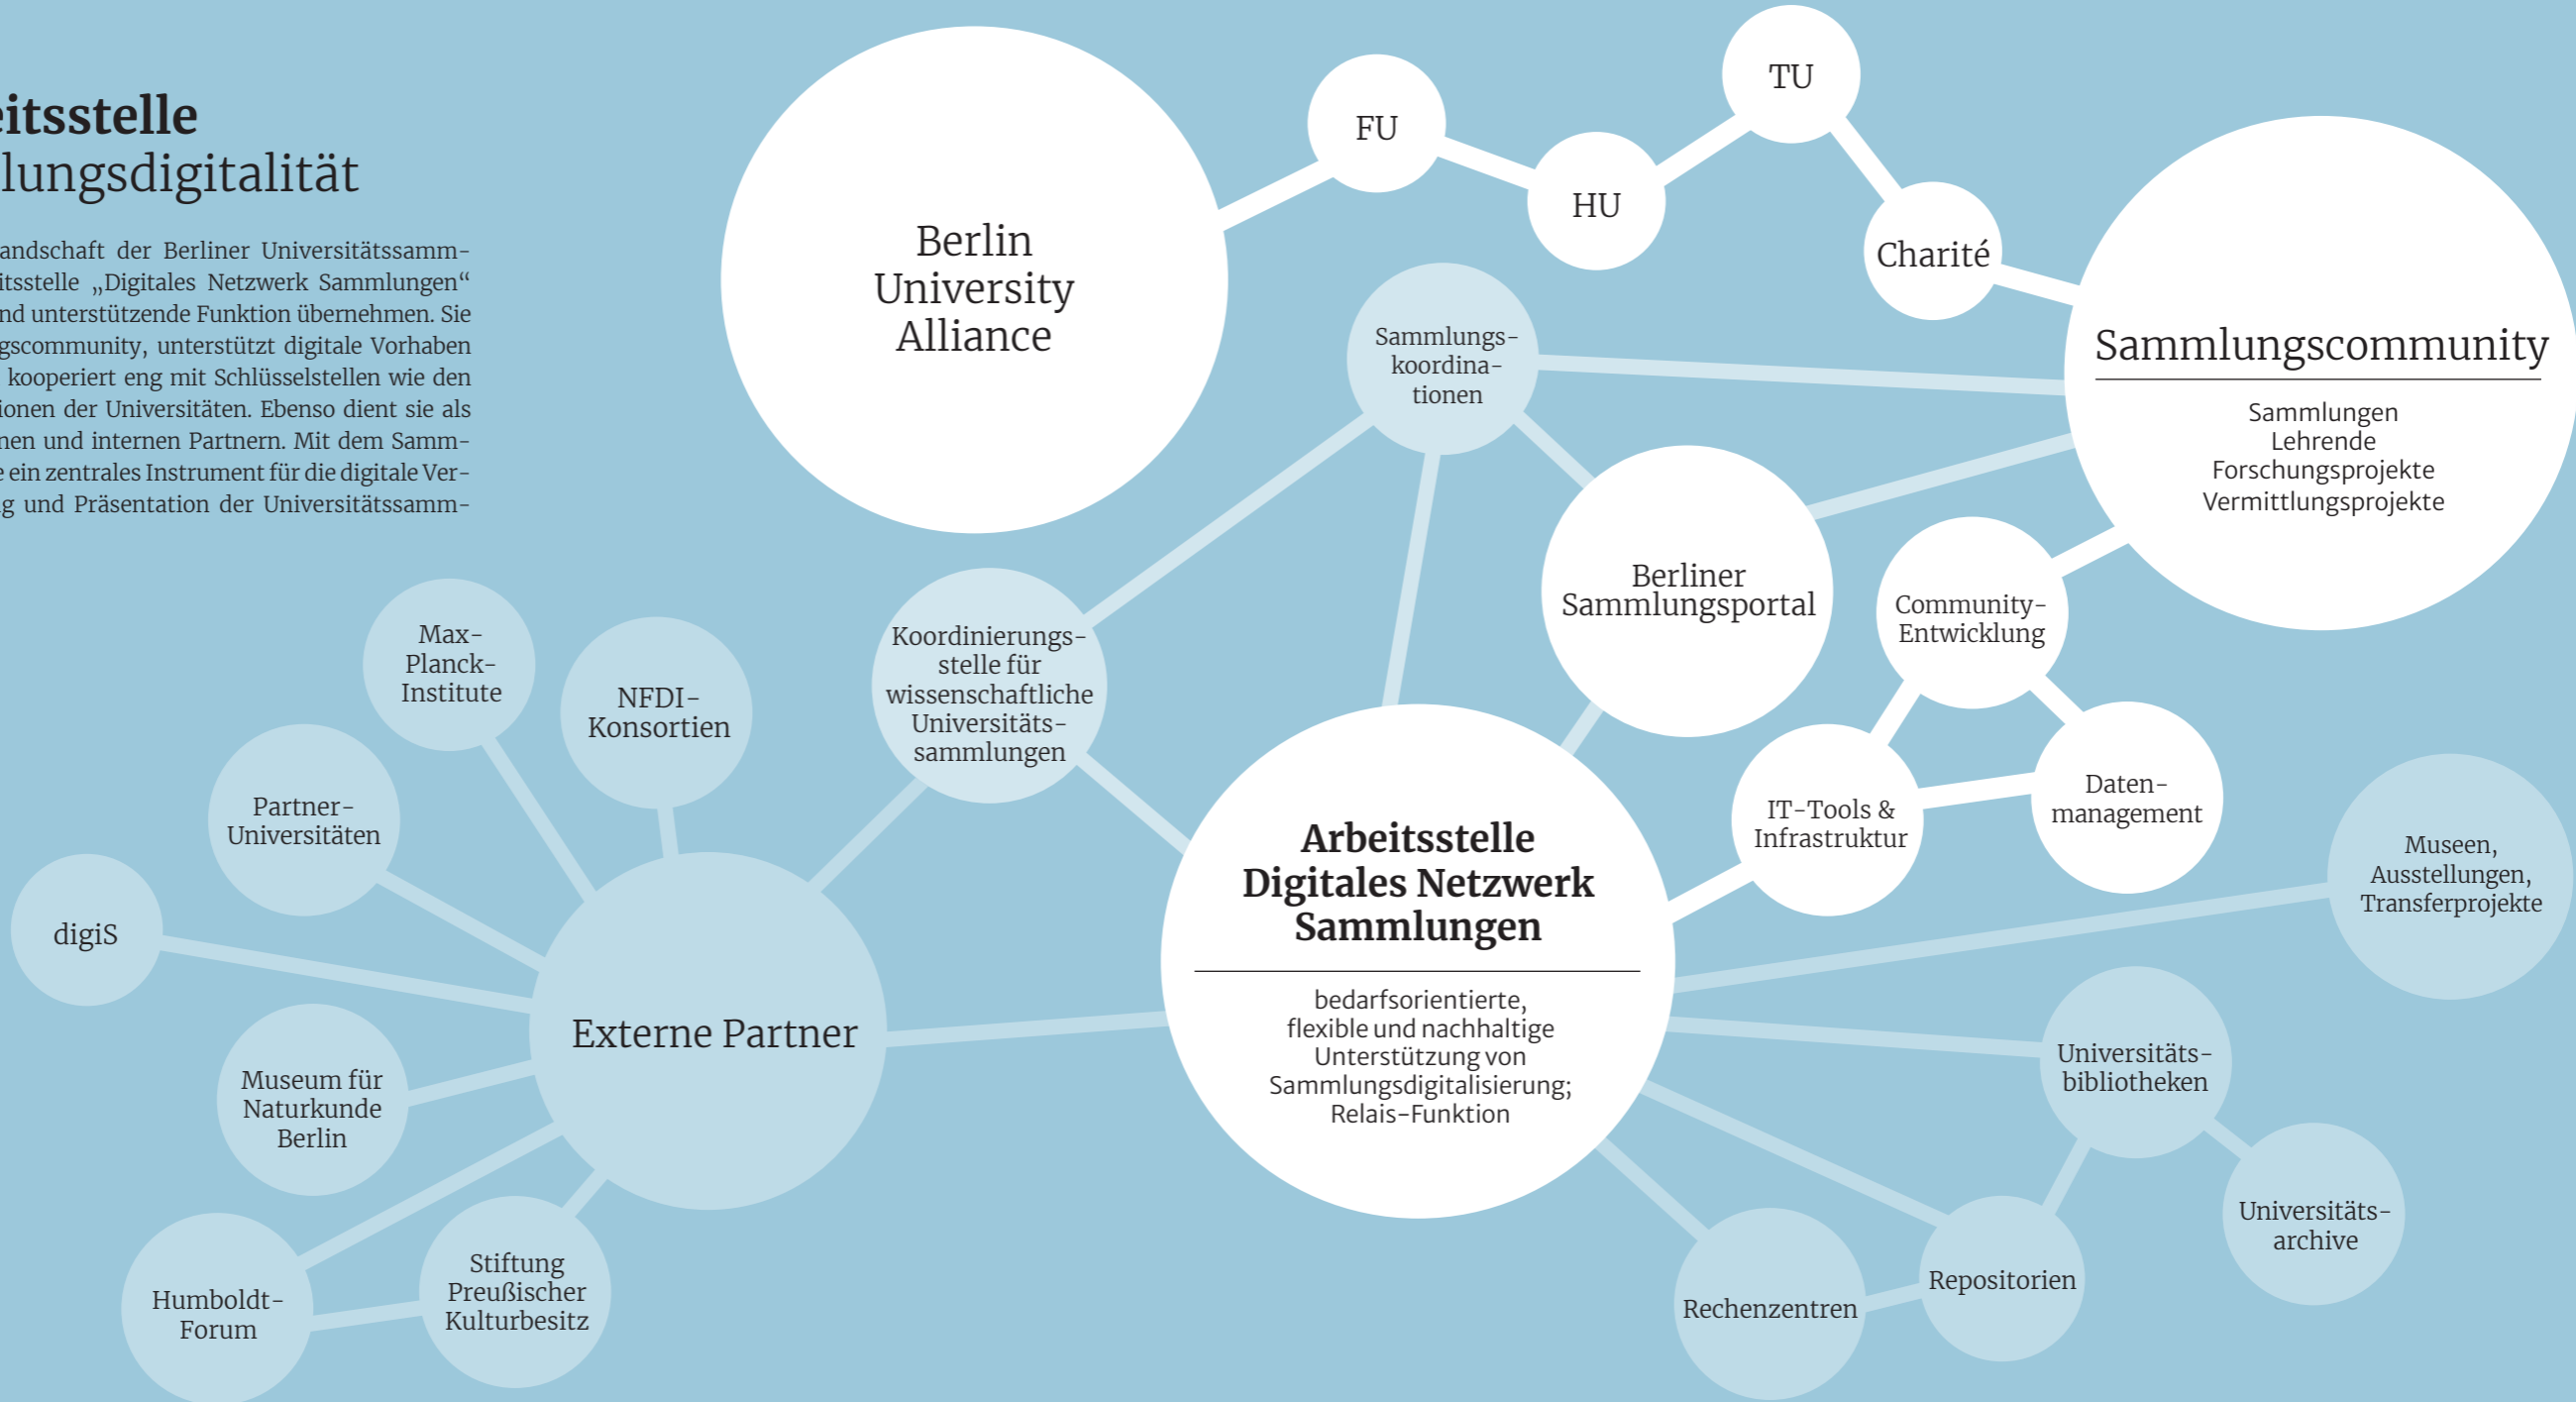 eitsstelle
lungsdigitalität
andschaft der Berliner Universitätssamm-
itsstelle „Digitales Netzwerk Sammlungen“
nd unterstützende Funktion übernehmen. Sie
gscommunity, unterstützt digitale Vorhaben
kooperiert eng mit Schlüsselstellen wie den
ionen der Universitäten. Ebenso dient sie als
nen und internen Partnern. Mit dem Samm-
e ein zentrales Instrument für die digitale Ver-
g und Präsentation der Universitätssamm-
Berlin
University
Alliance
FU
HU
TU
Charité
Sammlungscommunity
Sammlungen
Lehrende
Forschungsprojekte
Vermittlungsprojekte
Sammlungs-
koordina-
tionen
Berliner
Sammlungsportal
Community-
Entwicklung
IT-Tools &
Infrastruktur
Daten-
management
Koordinierungs-
stelle für
wissenschaftliche
Universitäts-
sammlungen
Max-
Planck-
Institute
NFDI-
Konsortien
Partner-
Universitäten
digiS
Externe Partner
Museum für
Naturkunde
Berlin
Humboldt-
Forum
Stiftung
Preußischer
Kulturbesitz
Arbeitsstelle
Digitales Netzwerk
Sammlungen
bedarfsorientierte,
flexible und nachhaltige
Unterstützung von
Sammlungsdigitalisierung;
Relais-Funktion
Museen,
Ausstellungen,
Transferprojekte
Universitäts-
bibliotheken
Universitäts-
archive
Repositorien
Rechenzentren